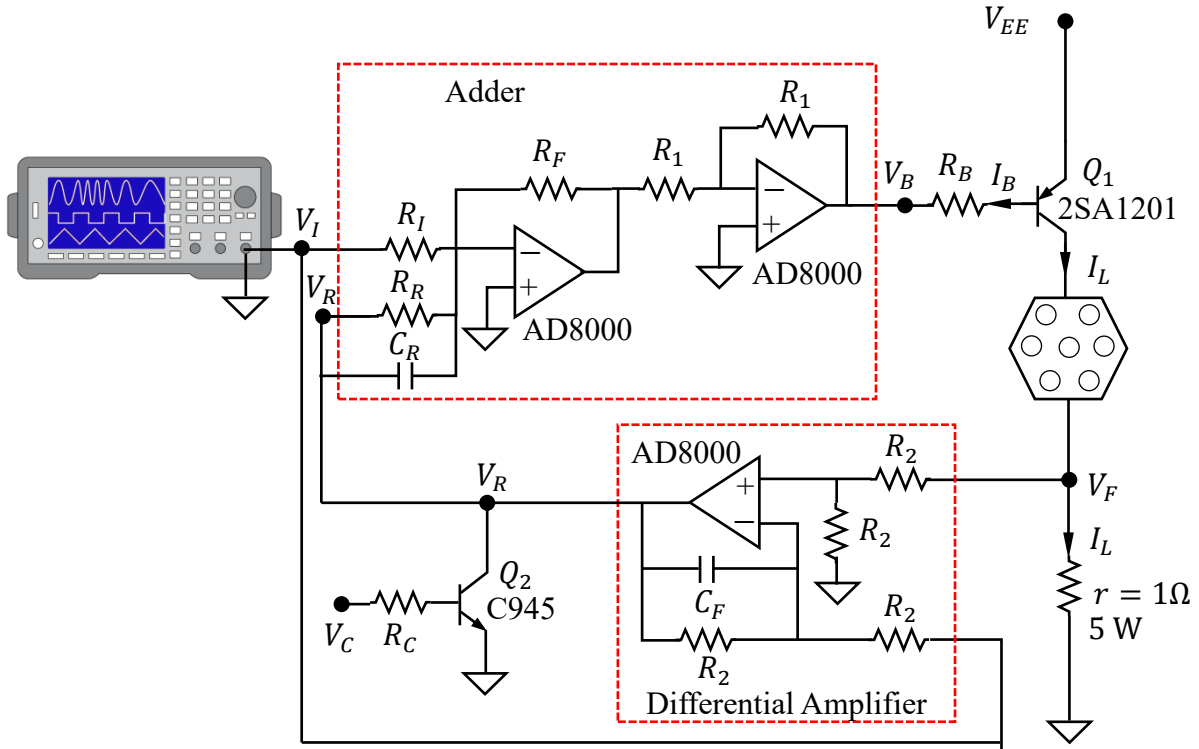 V_EE
Adder
R_1
R_F
R_1
V_B
R_B
I_B
Q_1
2SA1201
V_I
R_I
−
+
−
+
AD8000
I_L
V_R
R_R
AD8000
C_R
AD8000
R_2
V_R
+
−
V_F
R_2
I_L
Q_2
C945
C_F
r = 1Ω
5 W
V_C
R_C
R_2
R_2
Differential Amplifier